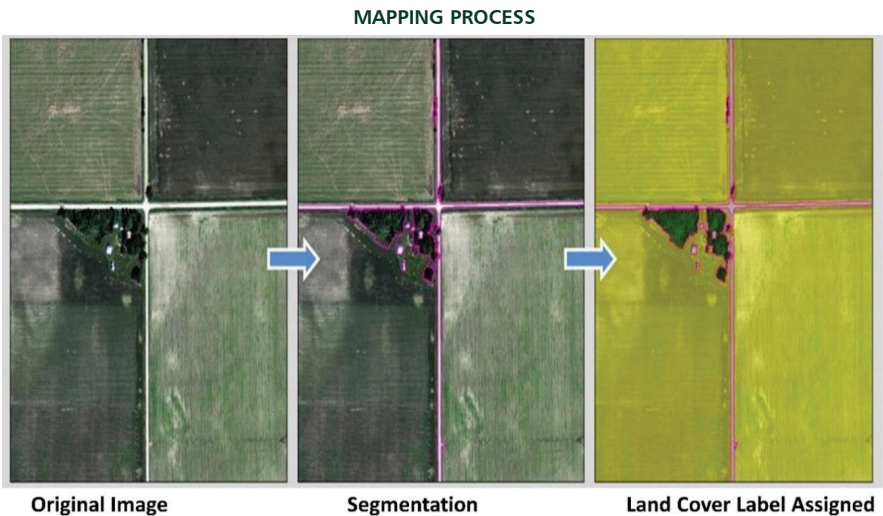 MAPPING PROCESS
Original Image
Segmentation
Land Cover Label Assigned